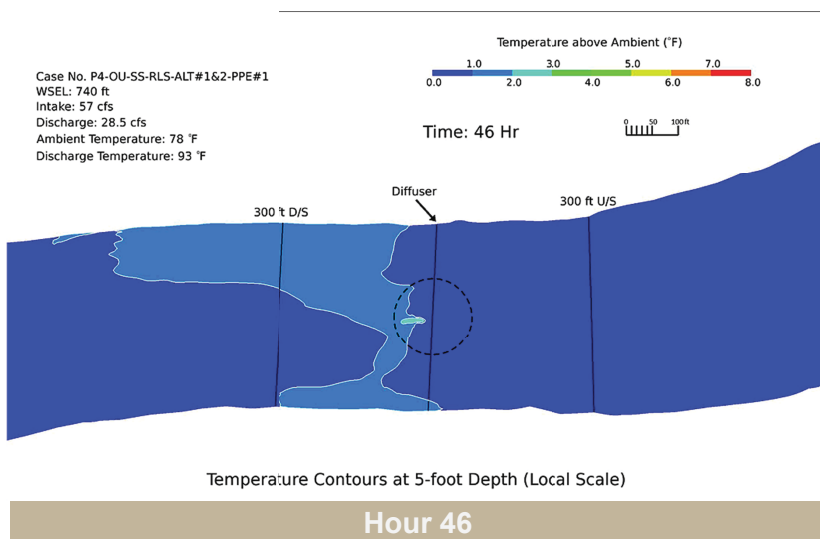 Temperature above Ambient (˚F)
1.0 3.0 5.0 7.0
0.0 2.0 4.0 6.0 8.0
Case No. P4-OU-SS-RLS-ALT#1&2-PPE#1
WSEL: 740 ft
Intake: 57 cfs
Discharge: 28.5 cfs
Ambient Temperature: 78 ˚F
Discharge Temperature: 93 ˚F
Time: 46 Hr
0 50 100 ft
Diffuser
300 ft D/S
300 ft U/S
Temperature Contours at 5-foot Depth (Local Scale)
Hour 46